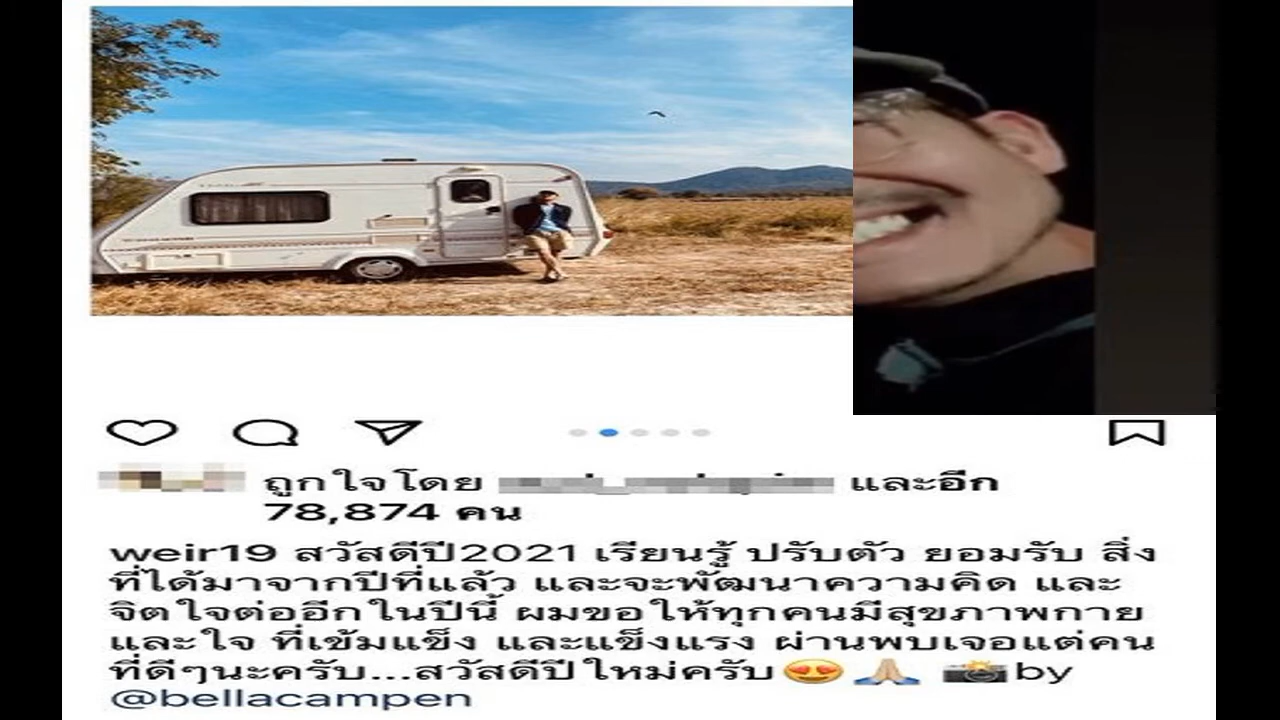 ถูกใจโดย และอีก
78,874 คน
weir19 สวัสดีปี2021 เรียนรู้ ปรับตัว ยอมรับ สิ่ง
ที่ได้มาจากปีที่แล้ว และจะพัฒนาความคิด และ
จิตใจต่ออีกในปีนี้ ผมขอให้ทุกคนมีสุขภาพกาย
และใจ ที่เข้มแข็ง และแข็งแรง ผ่านพบเจอแต่คน
ที่ดีๆนะครับ...สวัสดีปีใหม่ครับ😍🙏🏻 📸by
@bellacampen